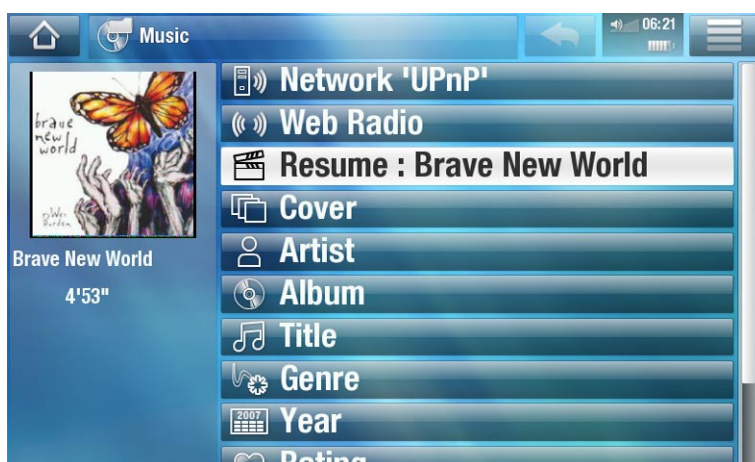 Music
06:21
brave
new
world
Brave New World
4'53"
Network 'UPnP'
Web Radio
Resume : Brave New World
Cover
Artist
Album
Title
Genre
2007
Year
Rating